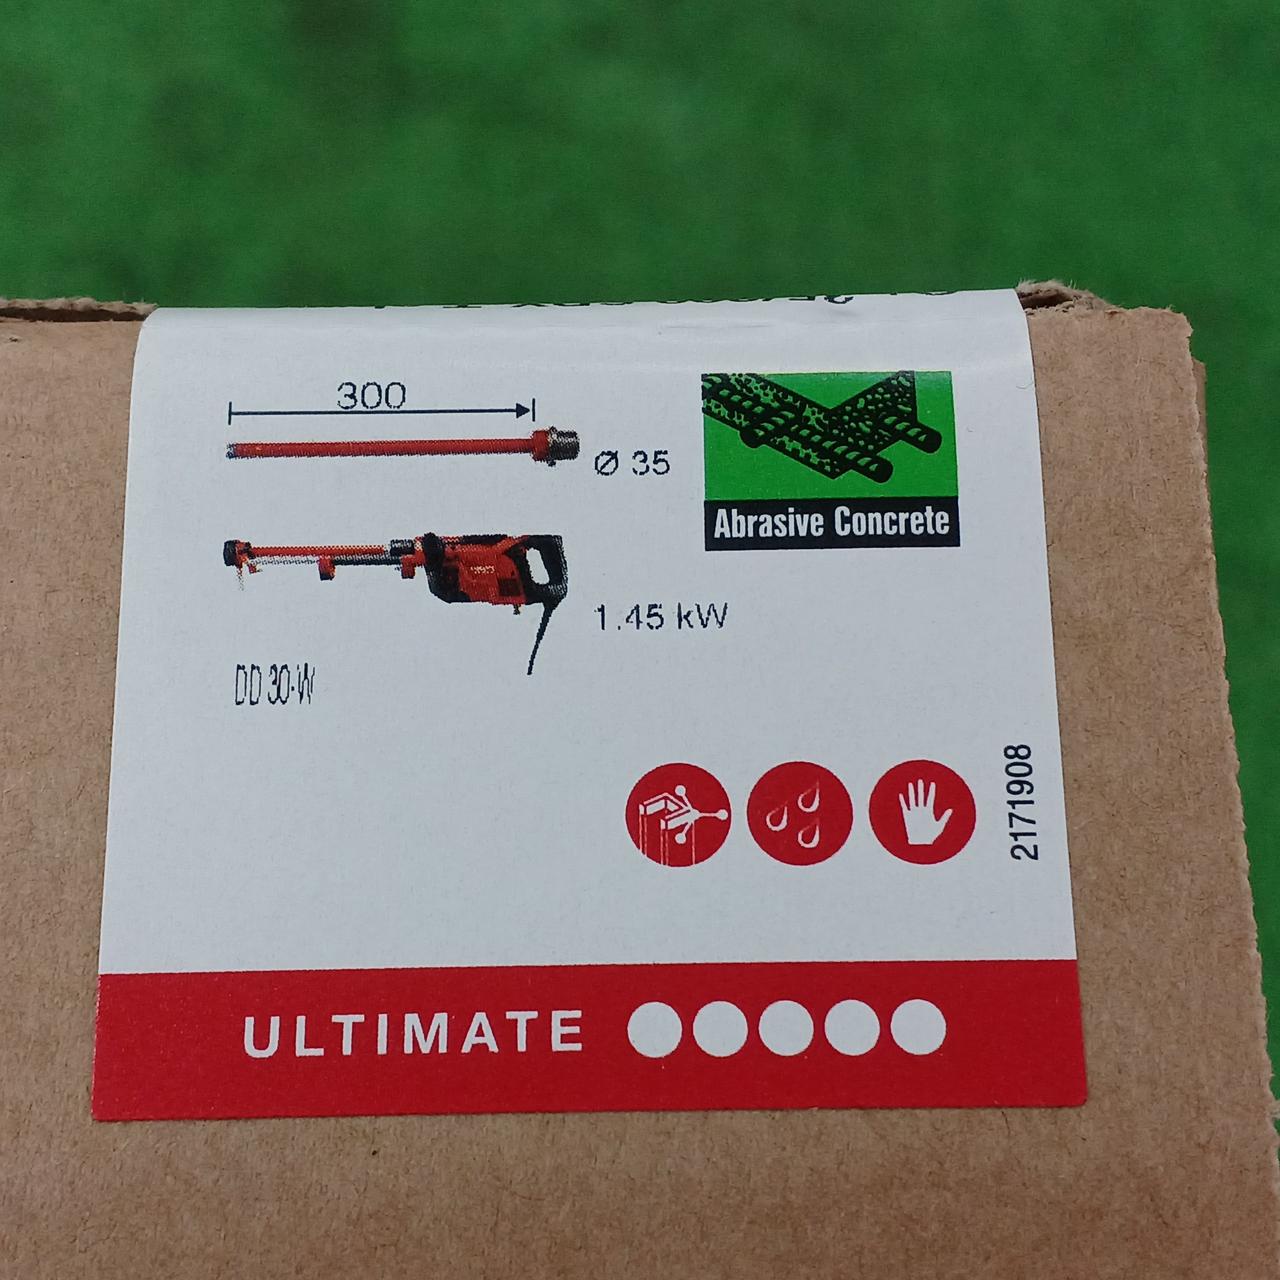 300
Ø 35
Abrasive Concrete
1.45 kW
DD 30-W
2171908
ULTIMATE